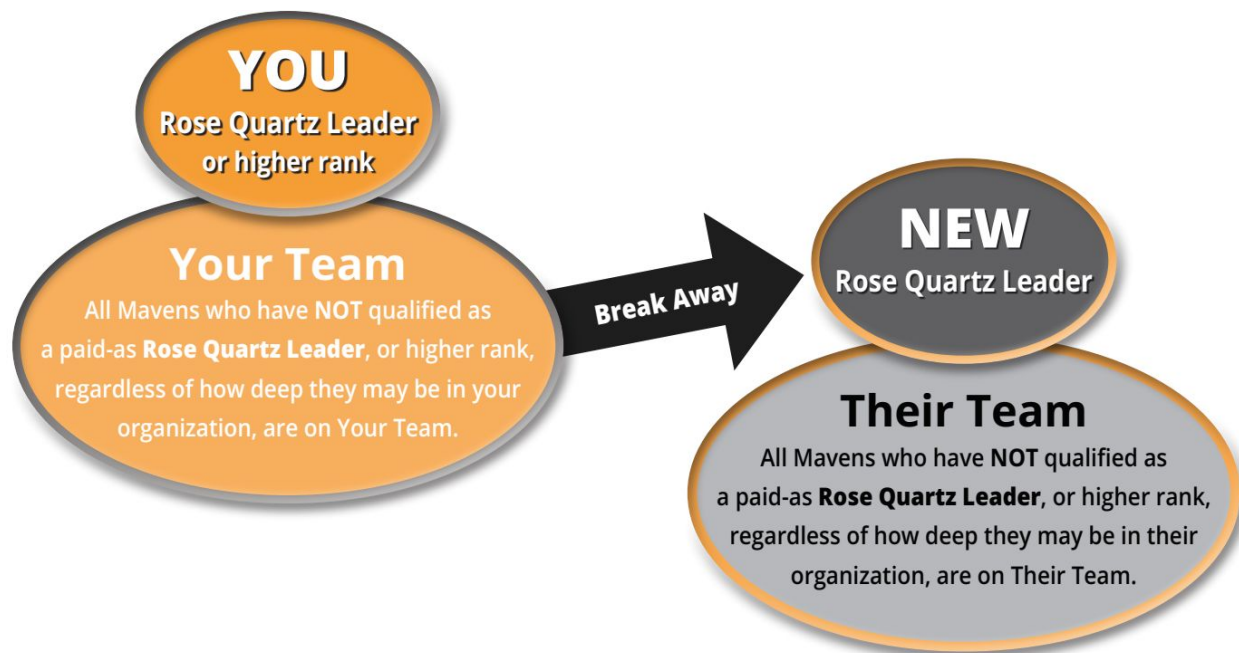 YOU
Rose Quartz Leader
or higher rank
Your Team
All Mavens who have NOT qualified as
a paid-as Rose Quartz Leader, or higher rank,
regardless of how deep they may be in your
organization, are on Your Team.
Break Away
NEW
Rose Quartz Leader
Their Team
All Mavens who have NOT qualified as
a paid-as Rose Quartz Leader, or higher rank,
regardless of how deep they may be in their
organization, are on Their Team.